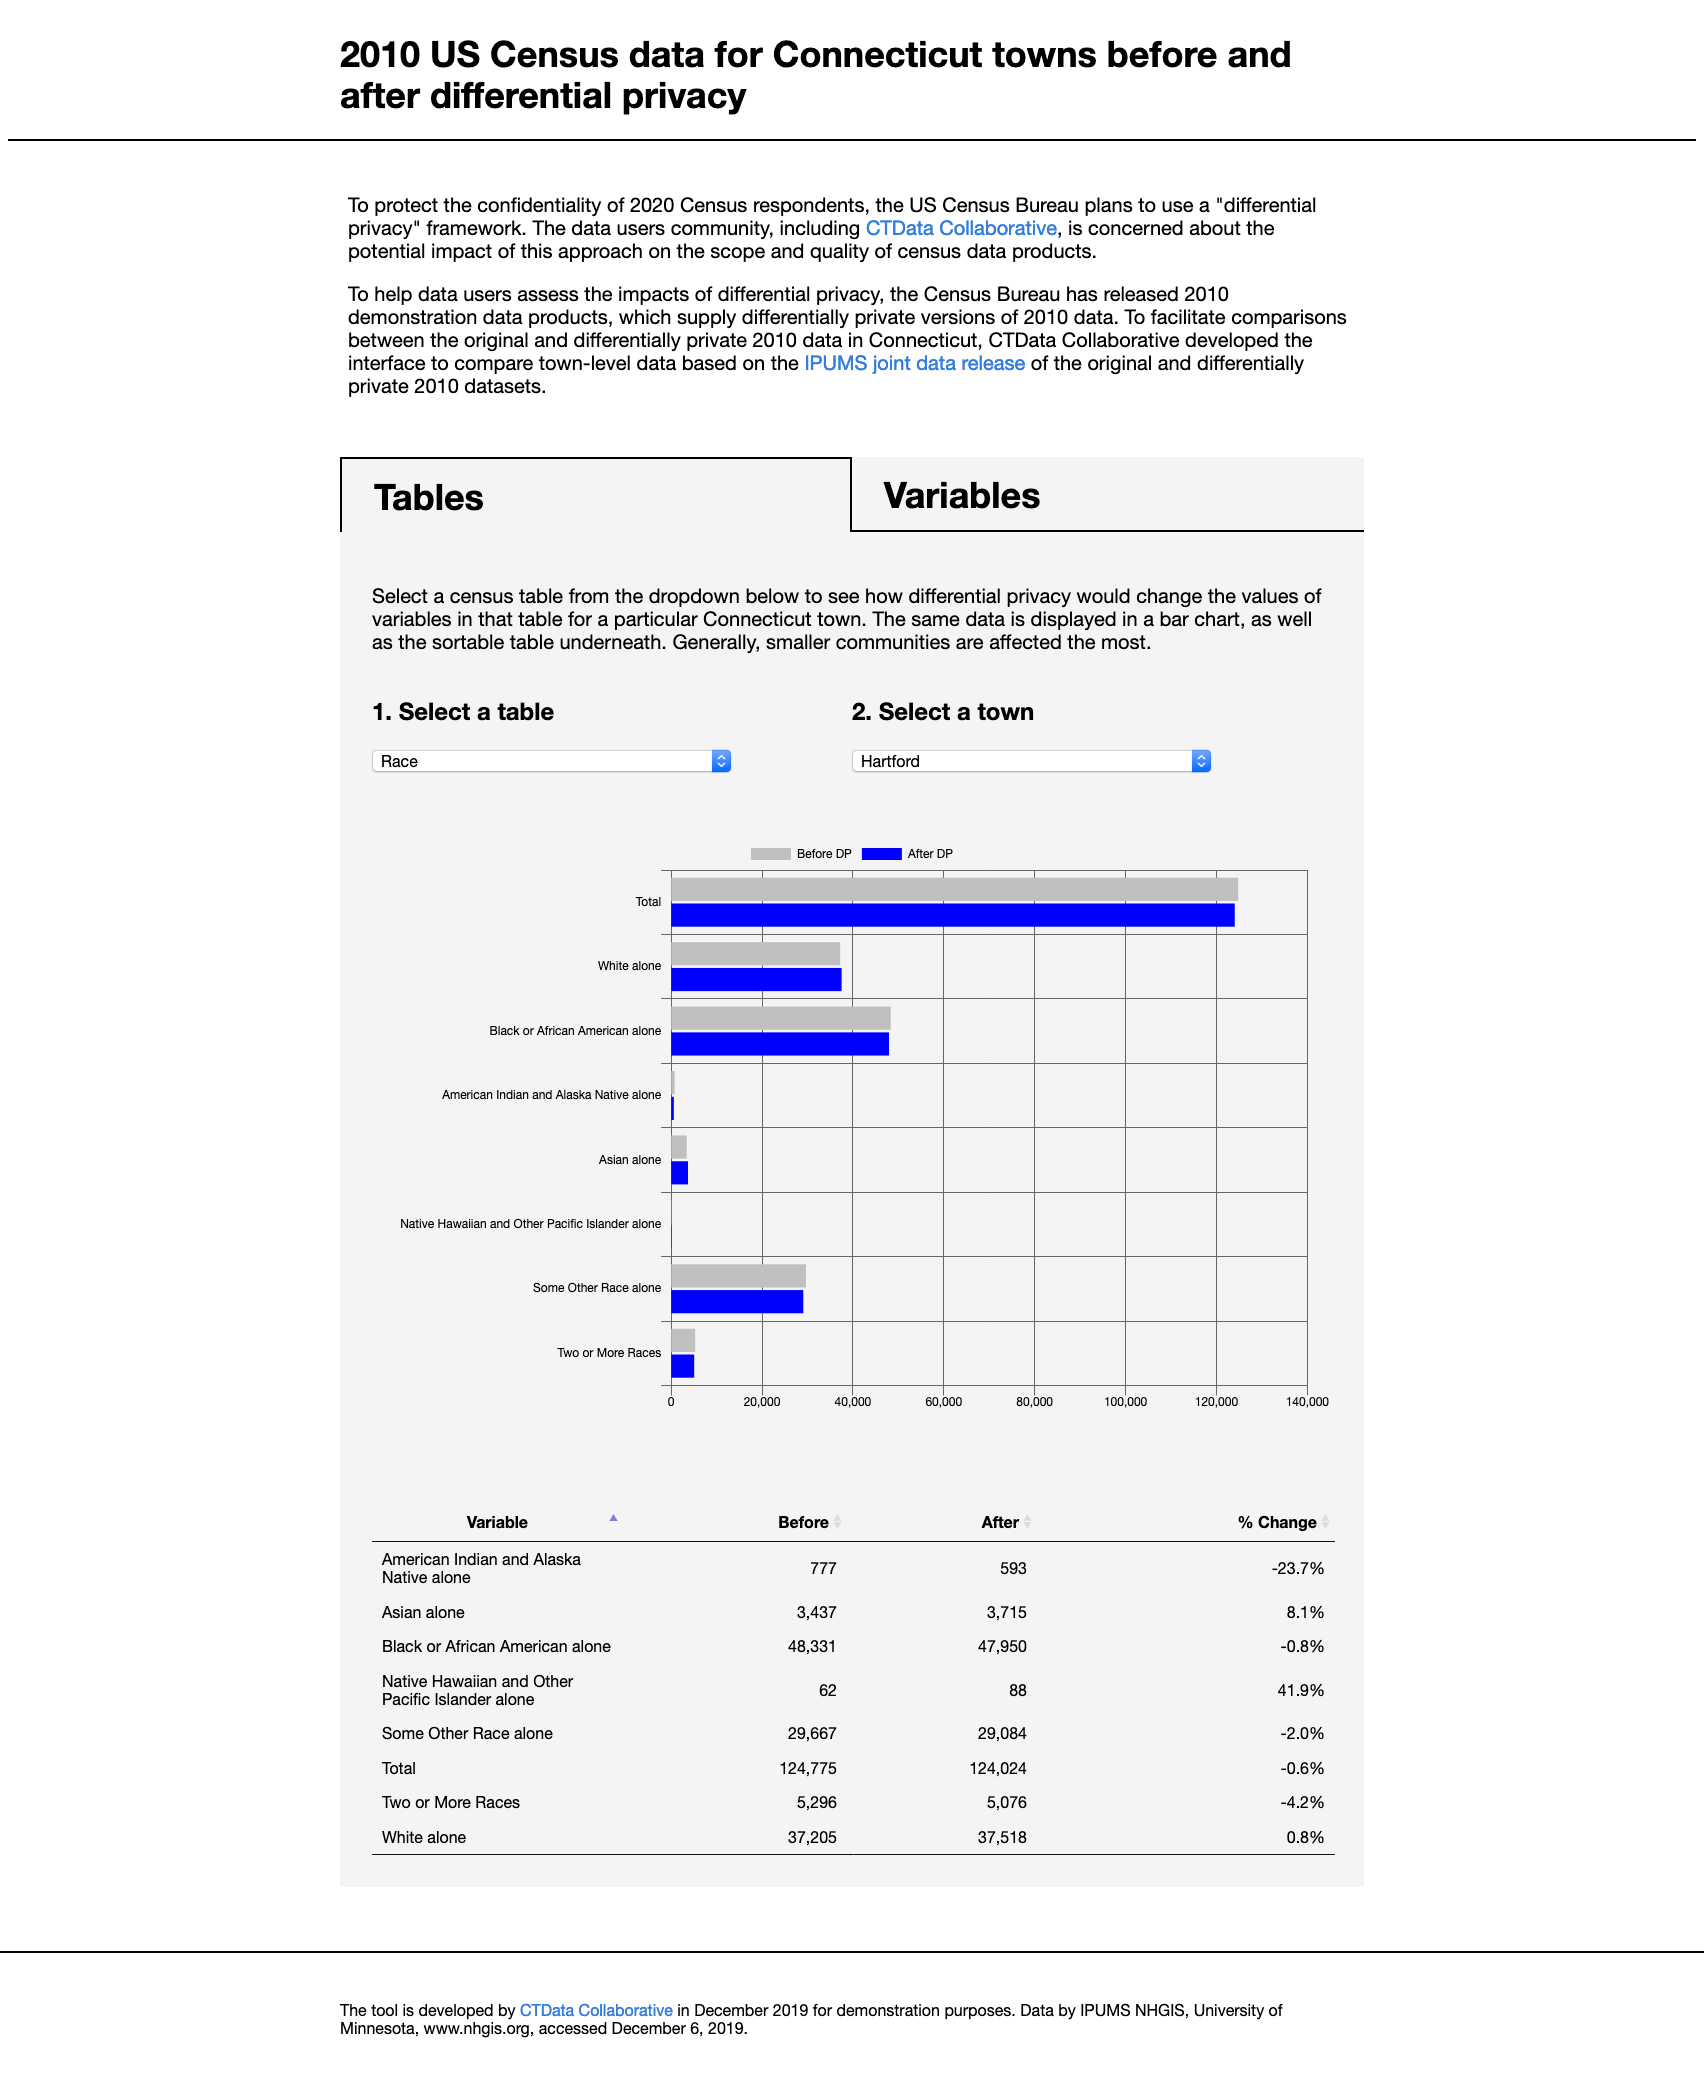 2010 US Census data for Connecticut towns before and
after differential privacy
To protect the confidentiality of 2020 Census respondents, the US Census Bureau plans to use a "differential
privacy" framework. The data users community, including CTData Collaborative, is concerned about the
potential impact of this approach on the scope and quality of census data products.
To help data users assess the impacts of differential privacy, the Census Bureau has released 2010
demonstration data products, which supply differentially private versions of 2010 data. To facilitate comparisons
between the original and differentially private 2010 data in Connecticut, CTData Collaborative developed the
interface to compare town-level data based on the IPUMS joint data release of the original and differentially
private 2010 datasets.
Tables
Variables
Select a census table from the dropdown below to see how differential privacy would change the values of
variables in that table for a particular Connecticut town. The same data is displayed in a bar chart, as well
as the sortable table underneath. Generally, smaller communities are affected the most.
1. Select a table
2. Select a town
Race
Hartford
Before DP After DP
Total
White alone
Black or African American alone
American Indian and Alaska Native alone
Asian alone
Native Hawaiian and Other Pacific Islander alone
Some Other Race alone
Two or More Races
0 20,000 40,000 60,000 80,000 100,000 120,000 140,000
Variable Before After % Change
American Indian and Alaska
Native alone
777 593 -23.7%
Asian alone 3,437 3,715 8.1%
Black or African American alone 48,331 47,950 -0.8%
Native Hawaiian and Other
Pacific Islander alone
62 88 41.9%
Some Other Race alone 29,667 29,084 -2.0%
Total 124,775 124,024 -0.6%
Two or More Races 5,296 5,076 -4.2%
White alone 37,205 37,518 0.8%
The tool is developed by CTData Collaborative in December 2019 for demonstration purposes. Data by IPUMS NHGIS, University of
Minnesota, www.nhgis.org, accessed December 6, 2019.